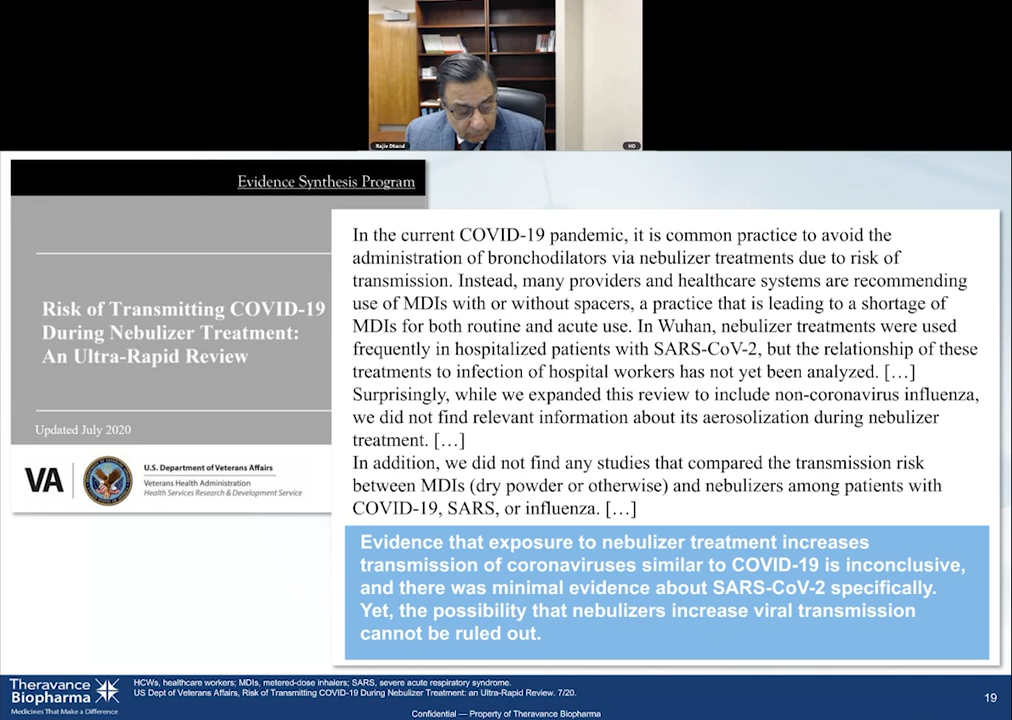 Rajiv Dhand
HD
Evidence Synthesis Program
Risk of Transmitting COVID-19
During Nebulizer Treatment:
An Ultra-Rapid Review
Updated July 2020
VA
U.S. Department of Veterans Affairs
Veterans Health Administration
Health Services Research & Development Service
In the current COVID-19 pandemic, it is common practice to avoid the
administration of bronchodilators via nebulizer treatments due to risk of
transmission. Instead, many providers and healthcare systems are recommending
use of MDIs with or without spacers, a practice that is leading to a shortage of
MDIs for both routine and acute use. In Wuhan, nebulizer treatments were used
frequently in hospitalized patients with SARS-CoV-2, but the relationship of these
treatments to infection of hospital workers has not yet been analyzed. […]
Surprisingly, while we expanded this review to include non-coronavirus influenza,
we did not find relevant information about its aerosolization during nebulizer
treatment. […]
In addition, we did not find any studies that compared the transmission risk
between MDIs (dry powder or otherwise) and nebulizers among patients with
COVID-19, SARS, or influenza. […]
Evidence that exposure to nebulizer treatment increases
transmission of coronaviruses similar to COVID-19 is inconclusive,
and there was minimal evidence about SARS-CoV-2 specifically.
Yet, the possibility that nebulizers increase viral transmission
cannot be ruled out.
Theravance
Biopharma
Medicines That Make a Difference
HCWs, healthcare workers; MDIs, metered-dose inhalers; SARS, severe acute respiratory syndrome.
US Dept of Veterans Affairs, Risk of Transmitting COVID-19 During Nebulizer Treatment: an Ultra-Rapid Review. 7/20.
Confidential — Property of Theravance Biopharma
19